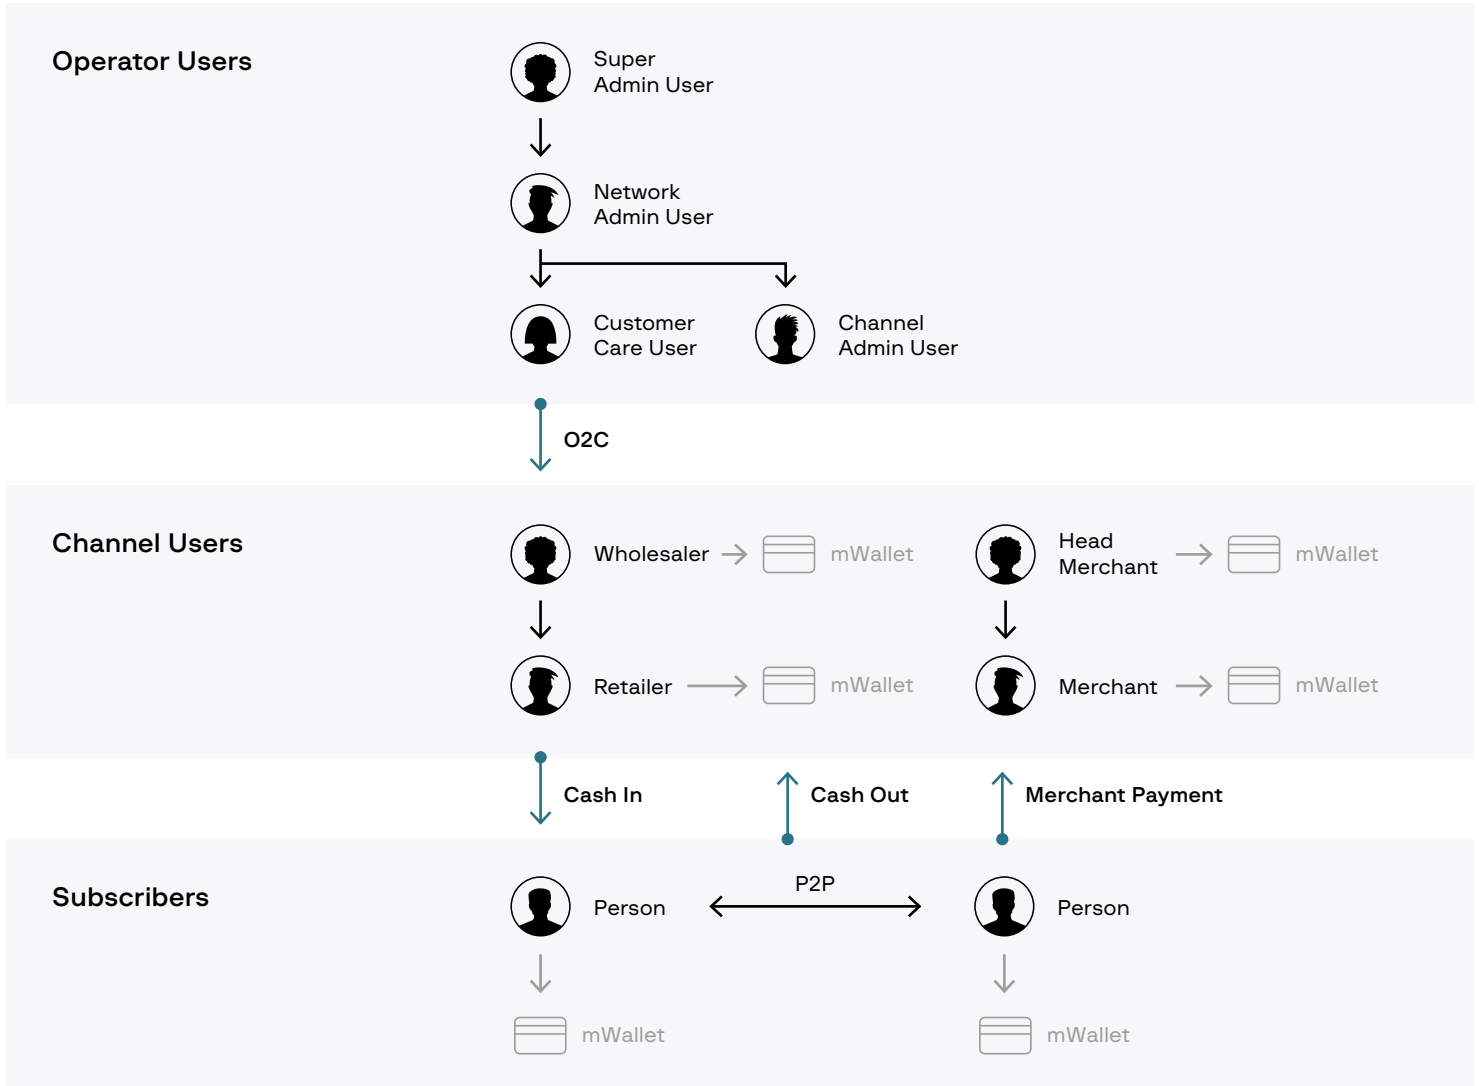 Operator Users
Super
Admin User
Network
Admin User
Customer
Care User
Channel
Admin User
O2C
Channel Users
Wholesaler
mWallet
Head
Merchant
mWallet
Retailer
mWallet
Merchant
mWallet
Cash In
Cash Out
Merchant Payment
Subscribers
Person
P2P
Person
mWallet
mWallet